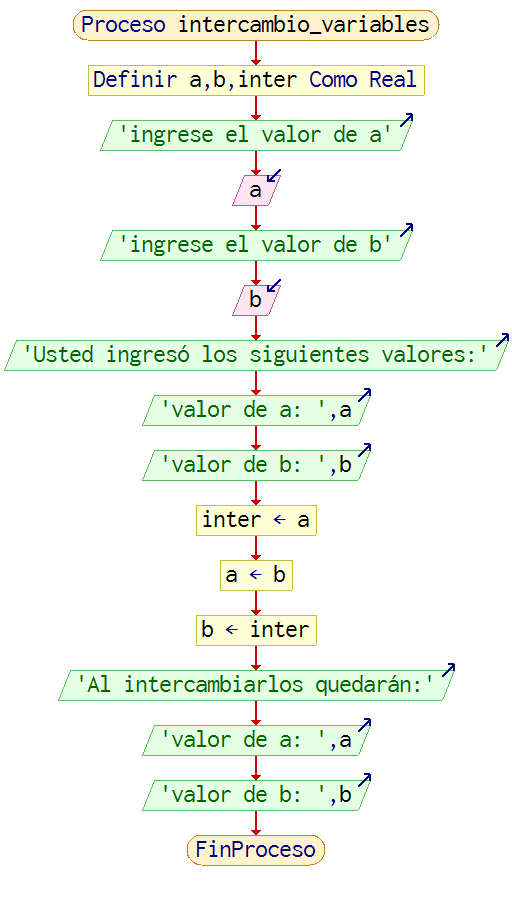 Proceso intercambio_variables
Definir a,b,inter Como Real
'ingrese el valor de a'
a
'ingrese el valor de b'
b
'Usted ingresó los siguientes valores:'
'valor de a: ',a
'valor de b: ',b
inter ← a
a ← b
b ← inter
'Al intercambiarlos quedarán:'
'valor de a: ',a
'valor de b: ',b
FinProceso